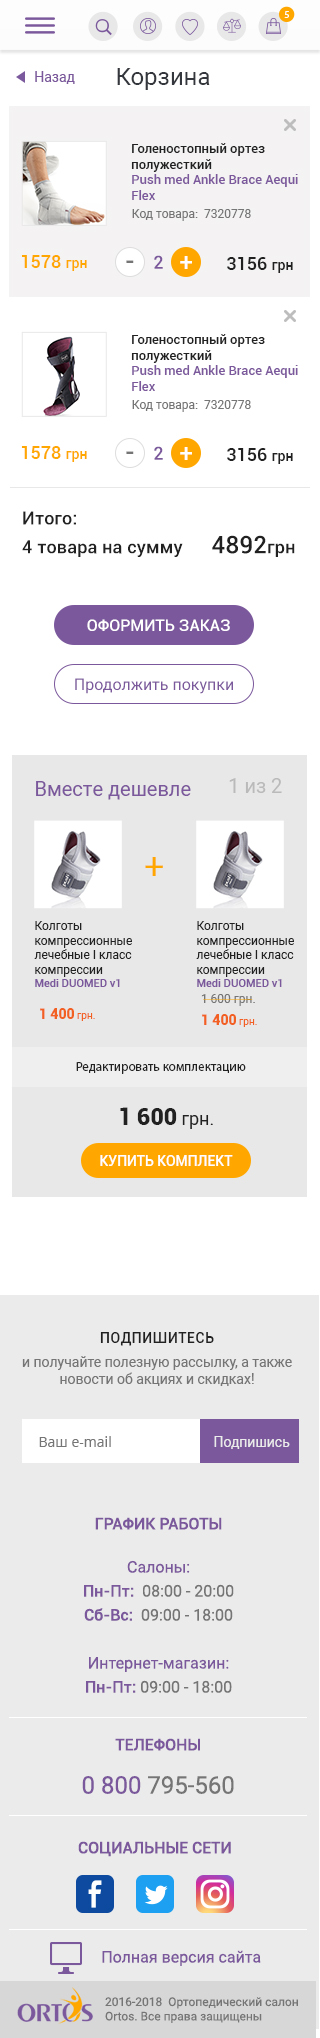 5
Назад Корзина
Голеностопный ортез
полужесткий
Push med Ankle Brace Aequi
Flex
Код товара: 7320778
1578 грн - 2 + 3156 грн
Голеностопный ортез
полужесткий
Push med Ankle Brace Aequi
Flex
Код товара: 7320778
1578 грн - 2 + 3156 грн
Итого:
4 товара на сумму 4892грн
ОФОРМИТЬ ЗАКАЗ
Продолжить покупки
Вместе дешевле 1 из 2
+
Колготы
компрессионные
лечебные I класс
компрессии
Medi DUOMED v1
1 400 грн.
Колготы
компрессионные
лечебные I класс
компрессии
Medi DUOMED v1
1 600 грн.
1 400 грн.
Редактировать комплектацию
1 600 грн.
КУПИТЬ КОМПЛЕКТ
ПОДПИШИТЕСЬ
и получайте полезную рассылку, а также
новости об акциях и скидках!
Ваш e-mail Подпишись
ГРАФИК РАБОТЫ
Салоны:
Пн-Пт: 08:00 - 20:00
Сб-Вс: 09:00 - 18:00
Интернет-магазин:
Пн-Пт: 09:00 - 18:00
ТЕЛЕФОНЫ
0 800 795-560
СОЦИАЛЬНЫЕ СЕТИ
Полная версия сайта
ORTOS
2016-2018 Ортопедический салон
Ortos. Все права защищены